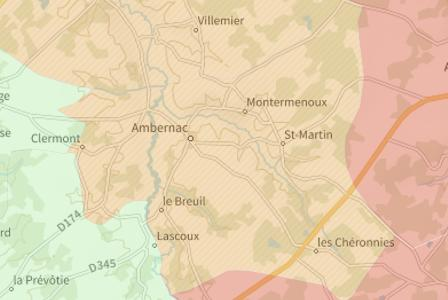 Villemier
Montermenoux
Ambernac
St-Martin
Clermont
le Breuil
D174
Lascoux
les Chéronnies
D345
la Prévôtie